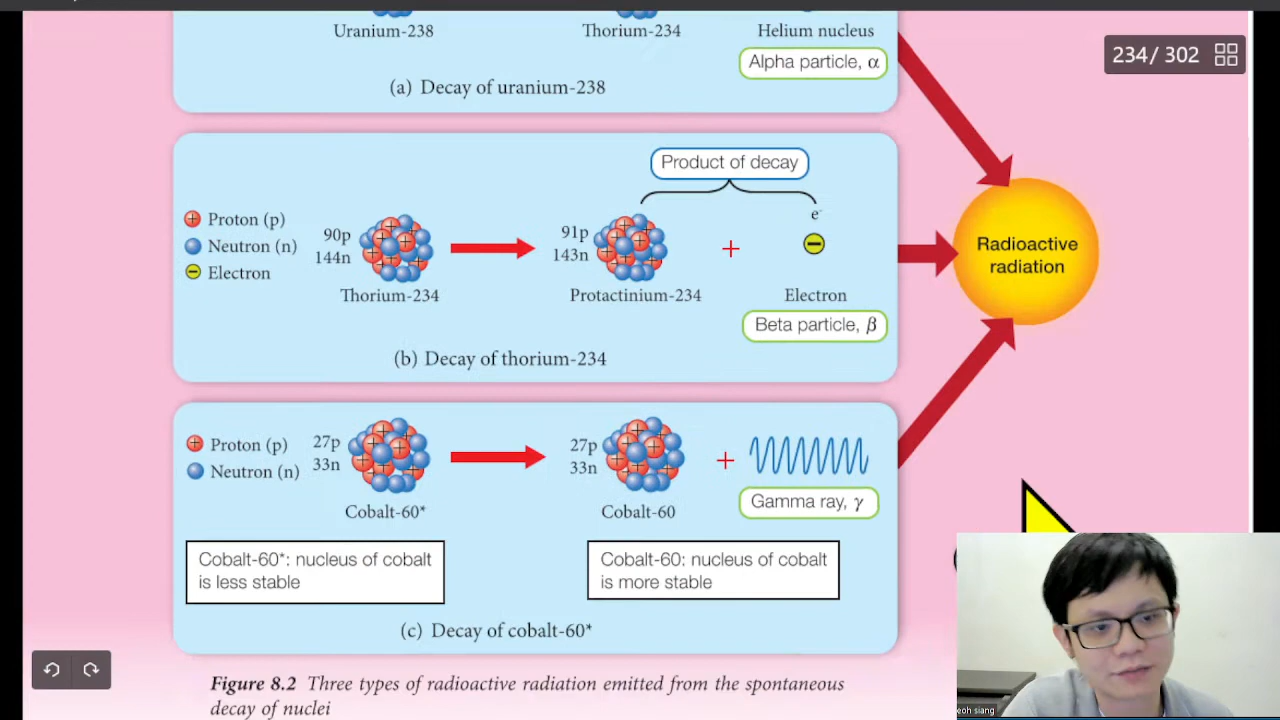 234/ 302
Uranium-238
Thorium-234
Helium nucleus
Alpha particle, α
(a) Decay of uranium-238
Product of decay
Proton (p)
Neutron (n)
Electron
90p
144n
Thorium-234
91p
143n
Protactinium-234
+
e-
Electron
Beta particle, β
(b) Decay of thorium-234
Radioactive
radiation
Proton (p)
Neutron (n)
27p
33n
Cobalt-60*
27p
33n
Cobalt-60
+
Gamma ray, γ
Cobalt-60*: nucleus of cobalt
is less stable
Cobalt-60: nucleus of cobalt
is more stable
(c) Decay of cobalt-60*
Figure 8.2 Three types of radioactive radiation emitted from the spontaneous
decay of nuclei
eoh siang